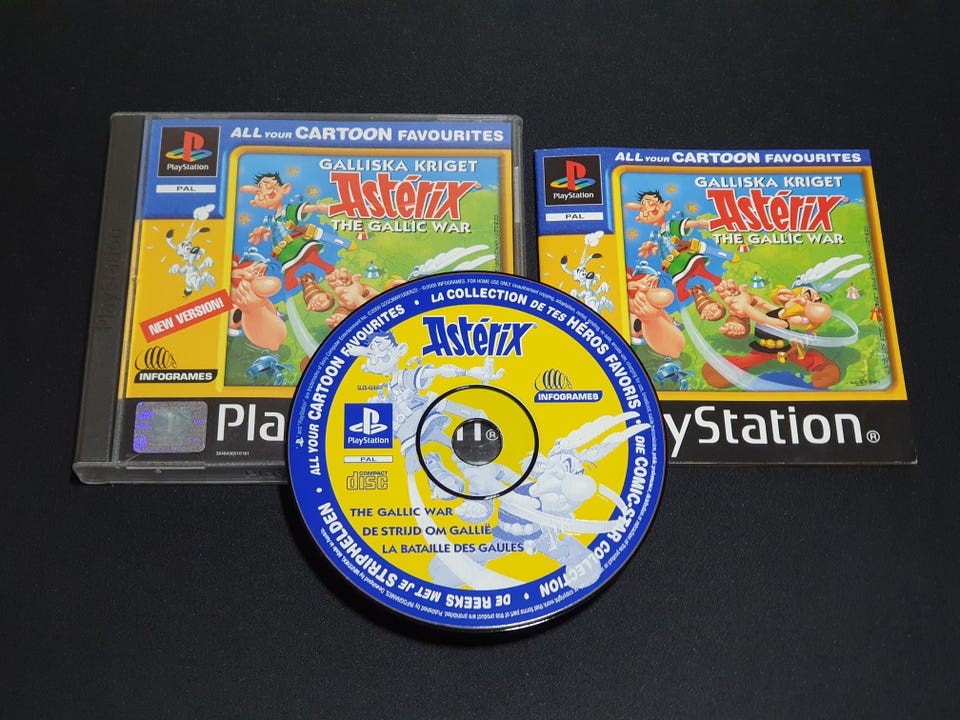 ALL YOUR CARTOON FAVOURITES
PlayStation
PAL
GALLISKA KRIGET
Astérix
THE GALLIC WAR
NEW VERSION!
INFOGRAMES
Pla
ALL YOUR CARTOON FAVOURITES
PlayStation
PAL
GALLISKA KRIGET
Astérix
THE GALLIC WAR
yStation®
ALL YOUR CARTOON FAVOURITES • LA COLLECTION DE TES HÉROS FAVORIS • DIE COMIC-STAR COLLECTION • DE REEKS MET JE STRIPHELDEN •
Astérix
INFOGRAMES
PlayStation
PAL
COMPACT
disc
THE GALLIC WAR
DE STRIJD OM GALLIË
LA BATAILLE DES GAULES